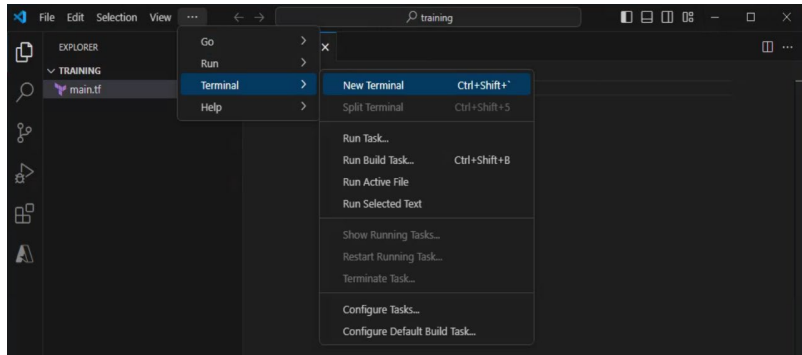 File Edit Selection View ... training
EXPLORER
TRAINING
main.tf
Go
Run
Terminal
Help
New Terminal Ctrl+Shift+`
Split Terminal Ctrl+Shift+5
Run Task...
Run Build Task... Ctrl+Shift+B
Run Active File
Run Selected Text
Show Running Tasks...
Restart Running Task...
Terminate Task...
Configure Tasks...
Configure Default Build Task...